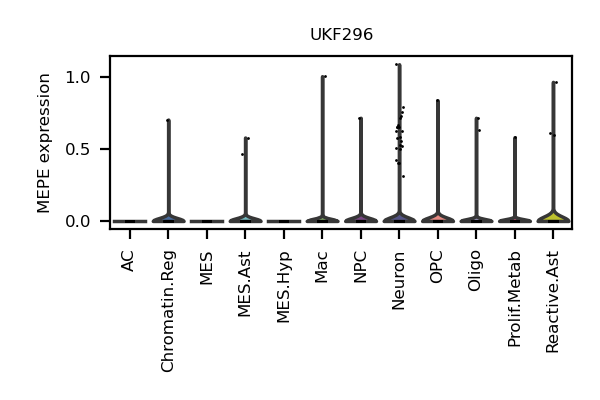 UKF296
MEPE expression
1.0
0.5
0.0
AC
Chromatin.Reg
MES
MES.Ast
MES.Hyp
Mac
NPC
Neuron
OPC
Oligo
Prolif.Metab
Reactive.Ast